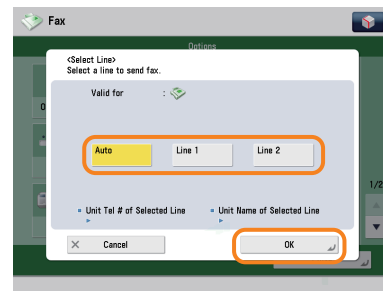 Fax
Options
<Select Line>
Select a line to send fax.
Valid for :
0
Auto Line 1 Line 2
1/2
Unit Tel # of Selected Line Unit Name of Selected Line
Cancel OK